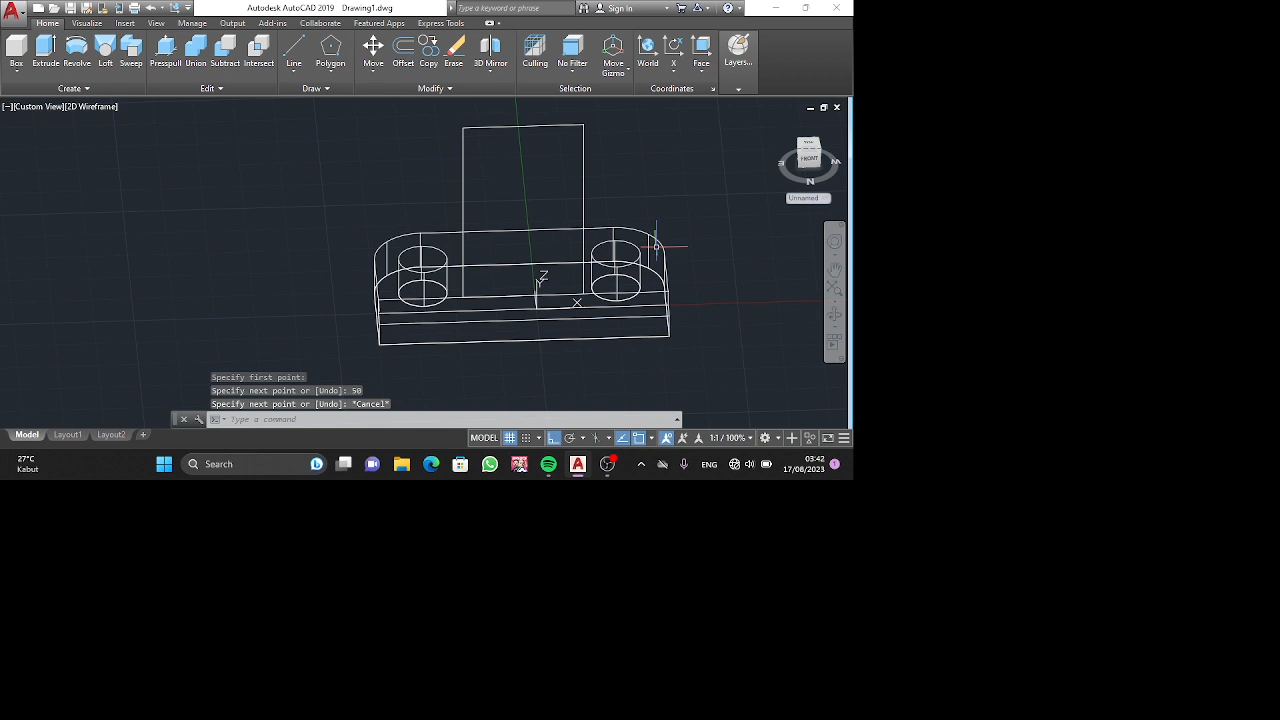 A Autodesk AutoCAD 2019 Drawing1.dwg Type a keyword or phrase Sign In
Home Visualize Insert View Manage Output Collaborate Featured Apps Express Tools
Box Extrude Revolve Loft Sweep Presspull Union Subtract Intersect Line Polygon Move Offset Copy Erase 3D Mirror Culling No Filter Move Gizmo World X Face Layers...
Create Edit Draw Modify Selection Coordinates
[−][Custom View][2D Wireframe]
FRONT
N
Unnamed
Z
Y
X
Specify first point:
Specify next point or [Undo]: 50
Specify next point or [Undo]: *Cancel*
Type a command
Model Layout1 Layout2 + MODEL 1:1 / 100%
27°C
Kabut
Search
ENG
03:42
17/08/2023
1